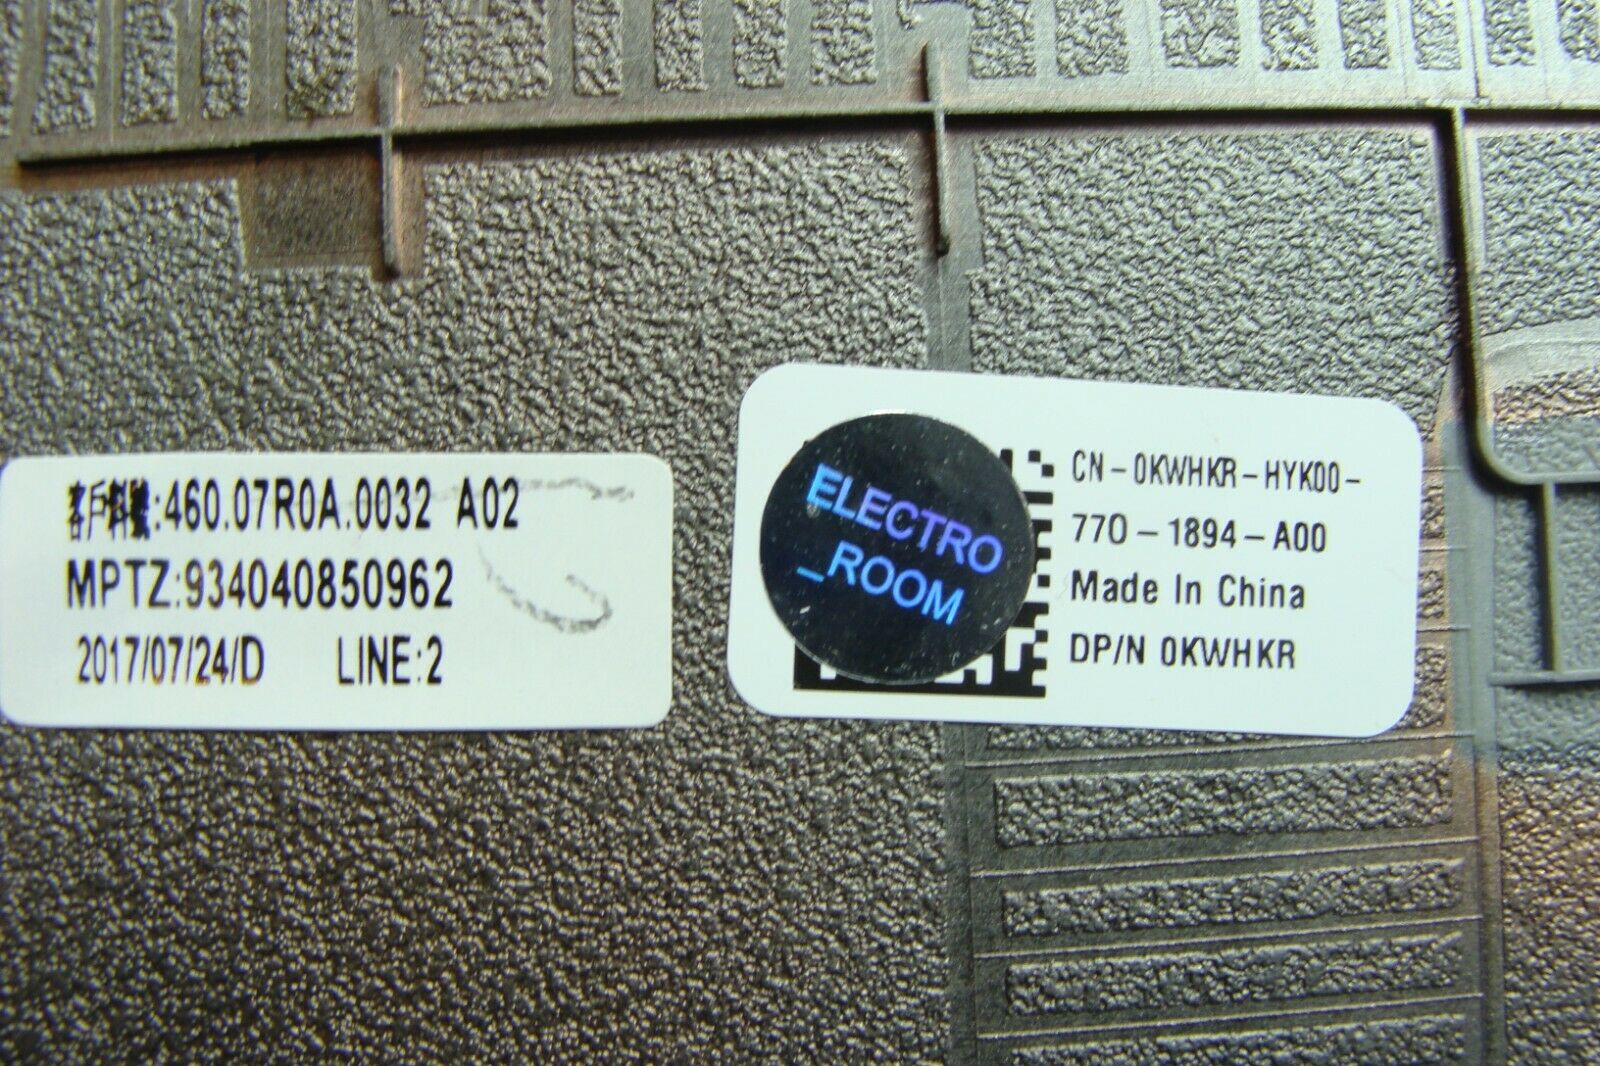 客戶料號:460.07R0A.0032 A02
MPTZ:934040850962
2017/07/24/D LINE:2
ELECTRO
_ROOM
CN-0KWHKR-HYK00-
770-1894-A00
Made In China
DP/N 0KWHKR